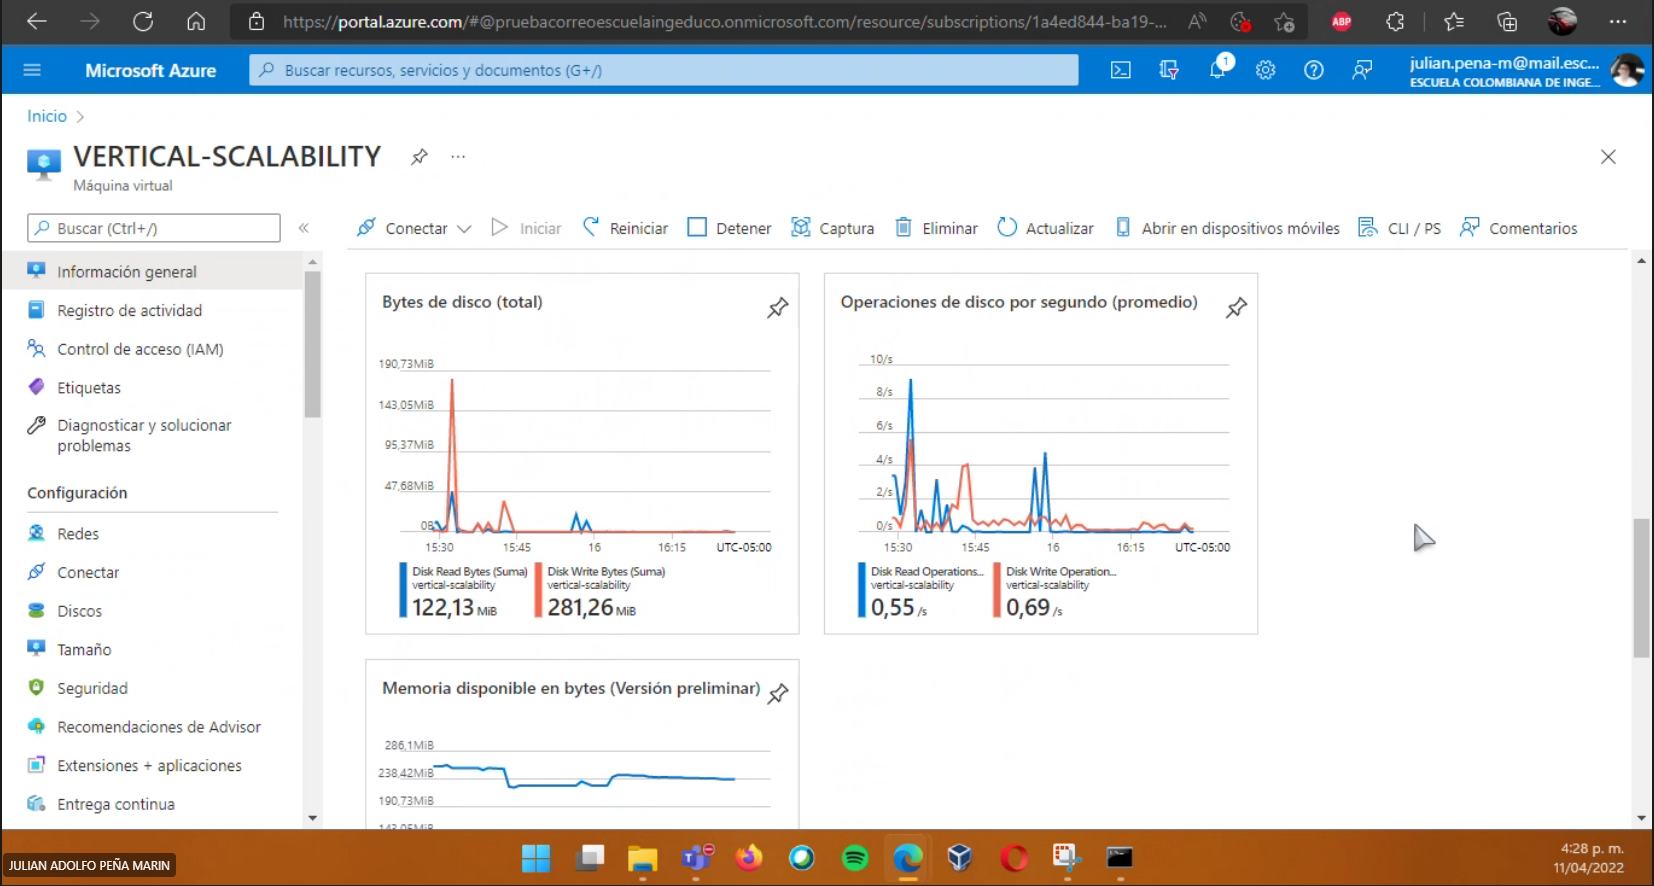 https://portal.azure.com/#@pruebacorreoescuelaingeduco.onmicrosoft.com/resource/subscriptions/1a4ed844-ba19-...
ABP
Microsoft Azure
Buscar recursos, servicios y documentos (G+/)
1
julian.pena-m@mail.esc...
ESCUELA COLOMBIANA DE INGE...
Inicio
VERTICAL-SCALABILITY
...
Máquina virtual
Buscar (Ctrl+/)
Conectar
Iniciar
Reiniciar
Detener
Captura
Eliminar
Actualizar
Abrir en dispositivos móviles
CLI / PS
Comentarios
Información general
Registro de actividad
Control de acceso (IAM)
Etiquetas
Diagnosticar y solucionar
problemas
Configuración
Redes
Conectar
Discos
Tamaño
Seguridad
Recomendaciones de Advisor
Extensiones + aplicaciones
Entrega continua
Bytes de disco (total)
190,73MiB
143,05MiB
95,37MiB
47,68MiB
0B
15:30
15:45
16
16:15
UTC-05:00
Disk Read Bytes (Suma)
vertical-scalability
122,13 MiB
Disk Write Bytes (Suma)
vertical-scalability
281,26 MiB
Operaciones de disco por segundo (promedio)
10/s
8/s
6/s
4/s
2/s
0/s
15:30
15:45
16
16:15
UTC-05:00
Disk Read Operations...
vertical-scalability
0,55 /s
Disk Write Operation...
vertical-scalability
0,69 /s
Memoria disponible en bytes (Versión preliminar)
286,1MiB
238,42MiB
190,73MiB
143,05MiB
JULIAN ADOLFO PEÑA MARIN
4:28 p. m.
11/04/2022